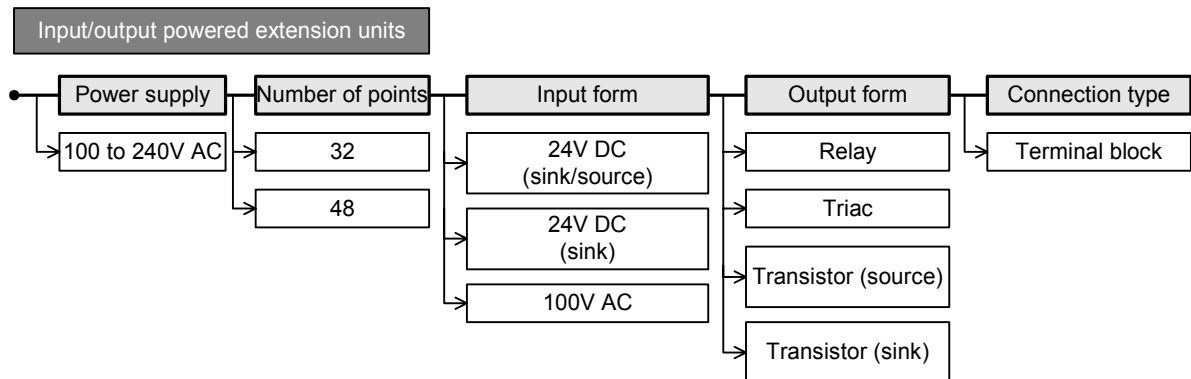 Input/output powered extension units
Power supply
Number of points
Input form
Output form
Connection type
100 to 240V AC
32
48
24V DC
(sink/source)
24V DC
(sink)
100V AC
Relay
Triac
Transistor (source)
Transistor (sink)
Terminal block